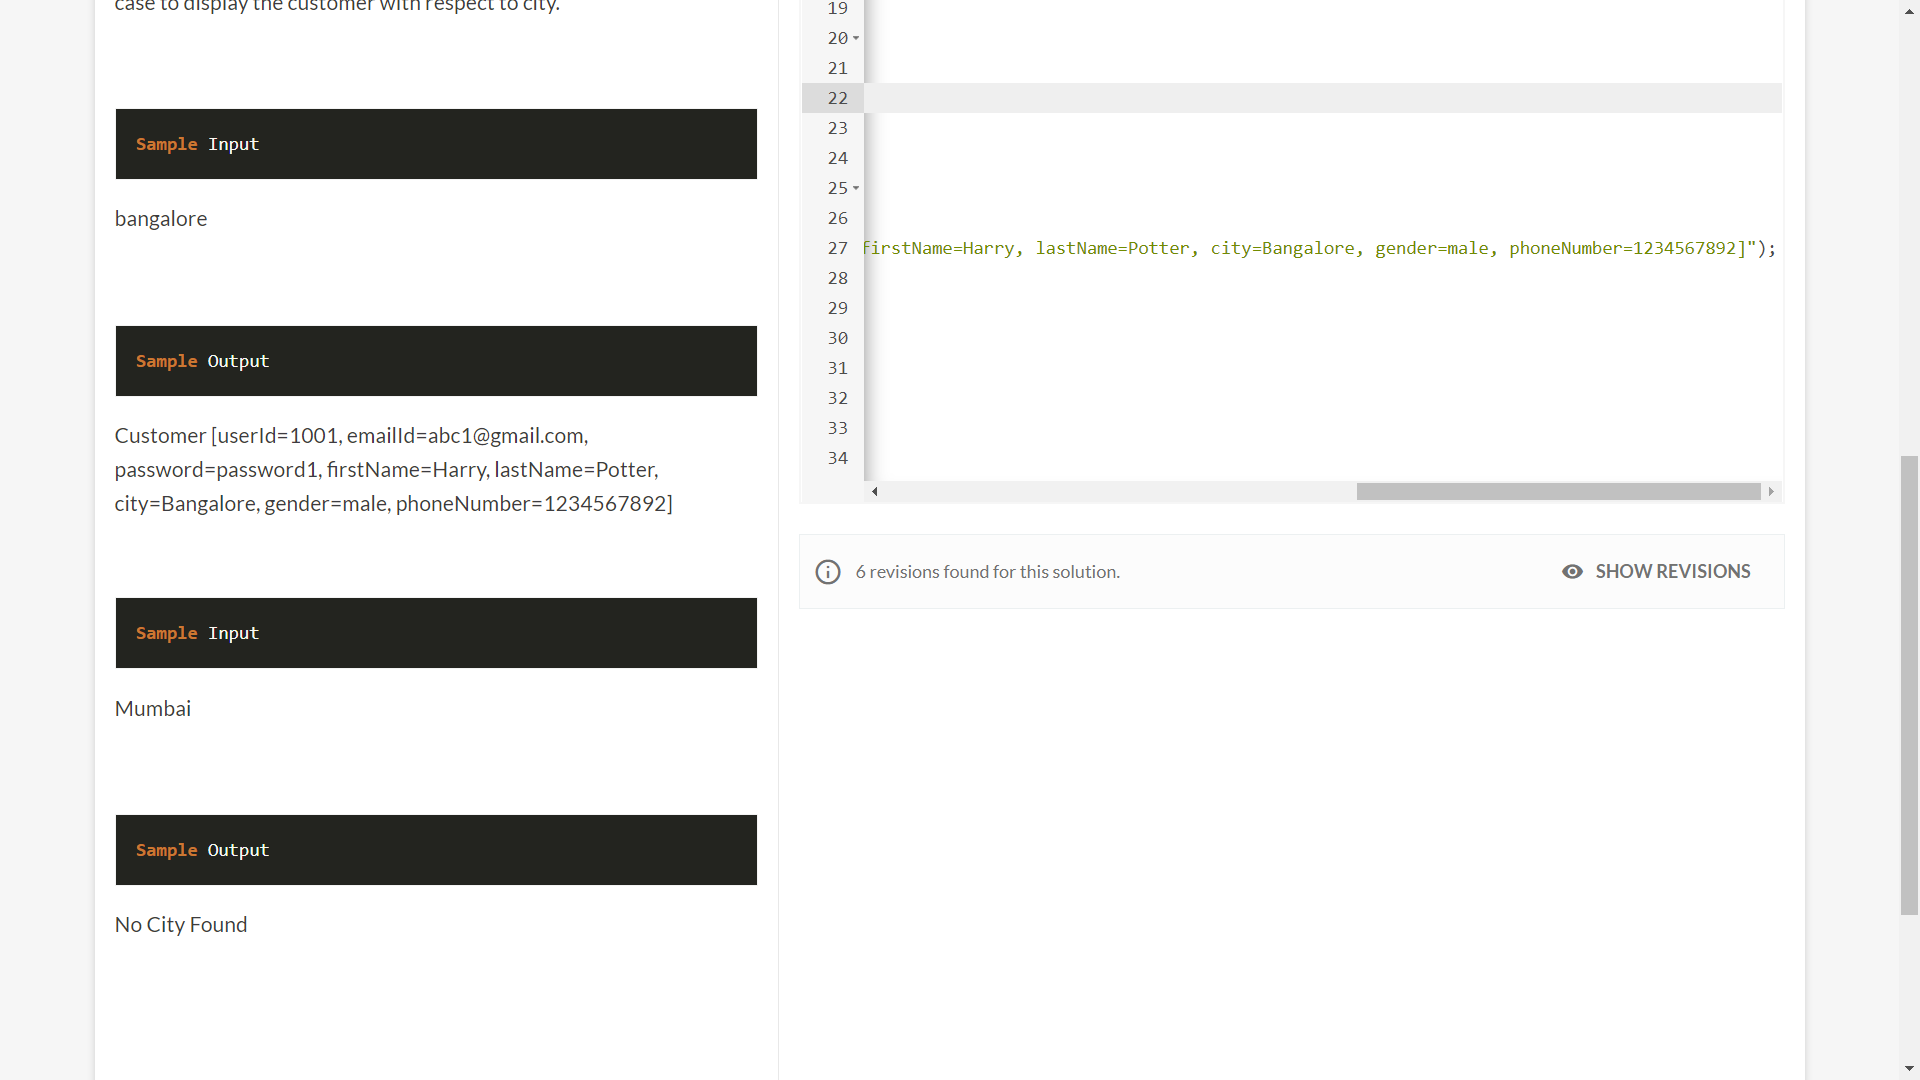 case to display the customer with respect to city.
Sample Input
bangalore
Sample Output
Customer [userId=1001, emailId=abc1@gmail.com,
password=password1, firstName=Harry, lastName=Potter,
city=Bangalore, gender=male, phoneNumber=1234567892]
Sample Input
Mumbai
Sample Output
No City Found
19
20
21
22
23
24
25
26
27 firstName=Harry, lastName=Potter, city=Bangalore, gender=male, phoneNumber=1234567892]");
28
29
30
31
32
33
34
6 revisions found for this solution.
SHOW REVISIONS